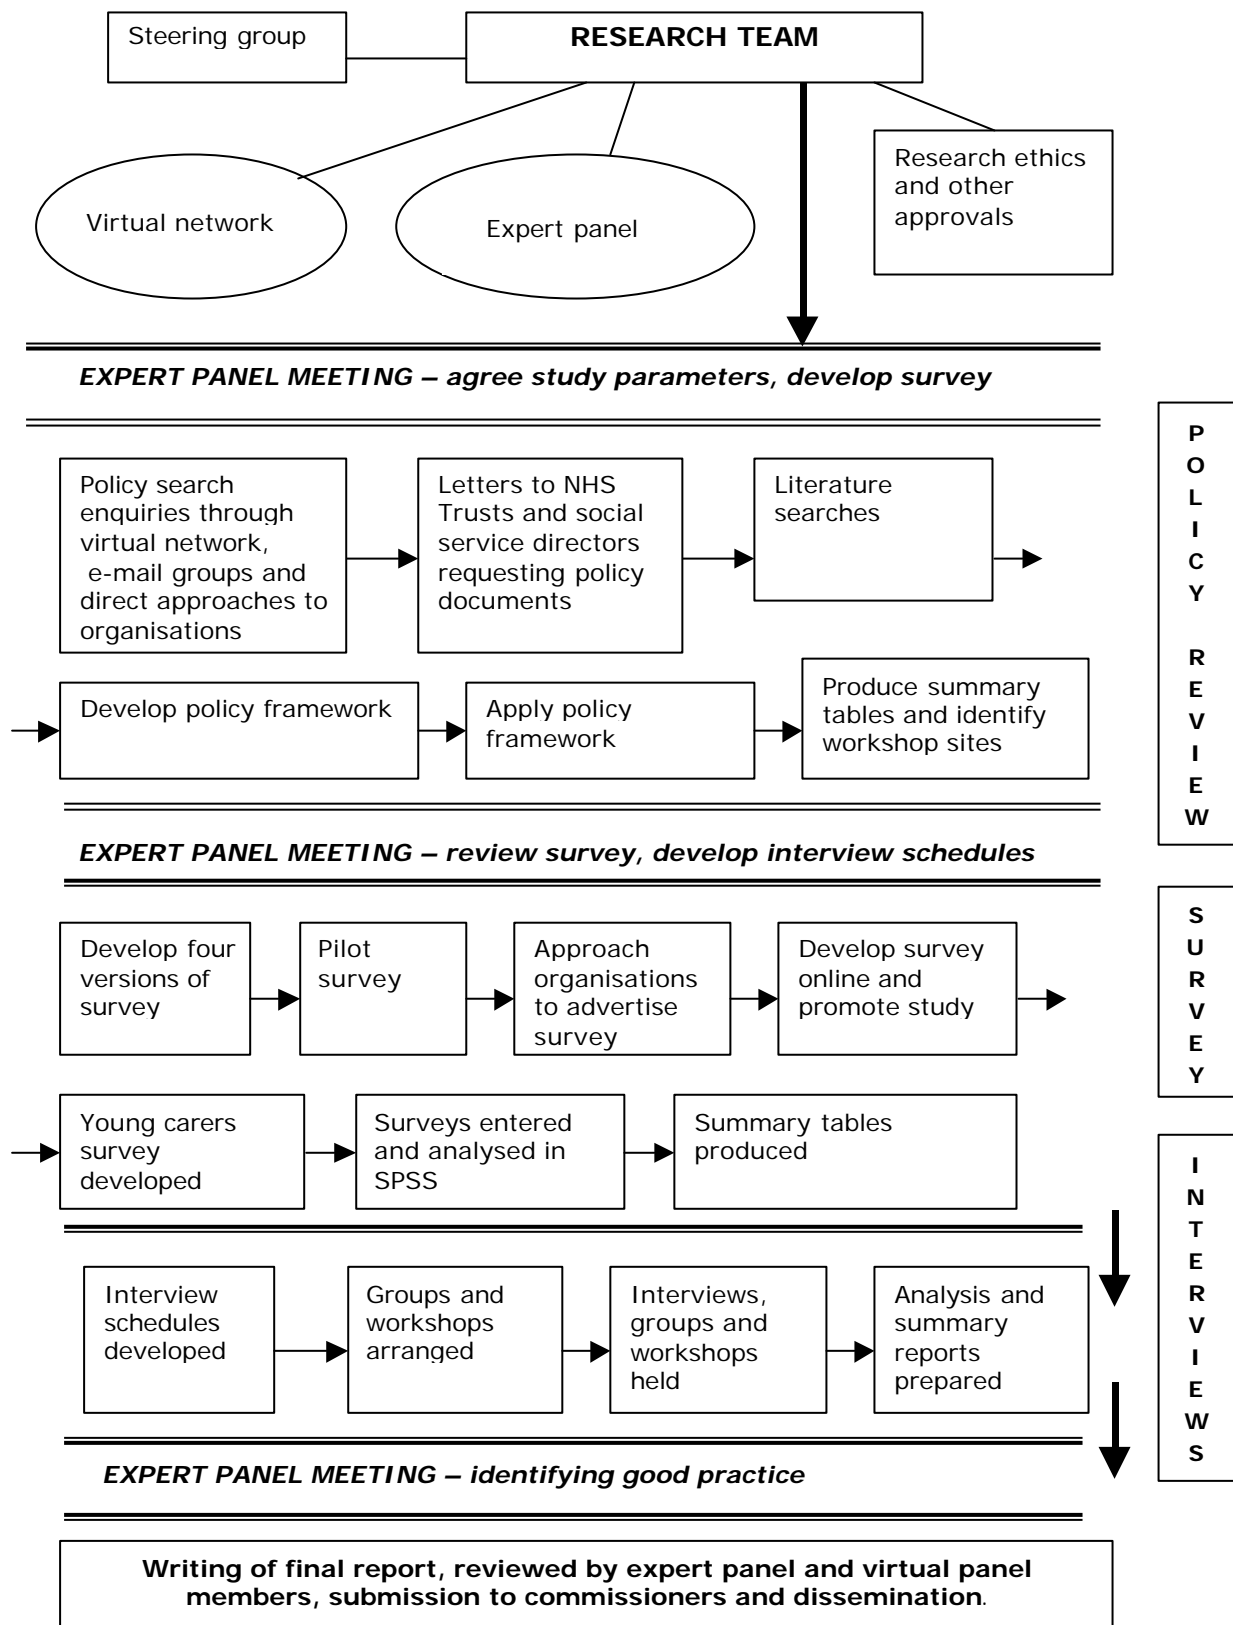 Steering group
RESEARCH TEAM
Research ethics
and other
approvals
Virtual network
Expert panel
EXPERT PANEL MEETING – agree study parameters, develop survey
Policy search
enquiries through
virtual network,
e-mail groups and
direct approaches to
organisations
Letters to NHS
Trusts and social
service directors
requesting policy
documents
Literature
searches
Develop policy framework
Apply policy
framework
Produce summary
tables and identify
workshop sites
POLICY REVIEW
EXPERT PANEL MEETING – review survey, develop interview schedules
Develop four
versions of
survey
Pilot
survey
Approach
organisations
to advertise
survey
Develop survey
online and
promote study
SURVEY
Young carers
survey
developed
Surveys entered
and analysed in
SPSS
Summary tables
produced
Interview
schedules
developed
Groups and
workshops
arranged
Interviews,
groups and
workshops
held
Analysis and
summary
reports
prepared
INTERVIEWS
EXPERT PANEL MEETING – identifying good practice
Writing of final report, reviewed by expert panel and virtual panel
members, submission to commissioners and dissemination.